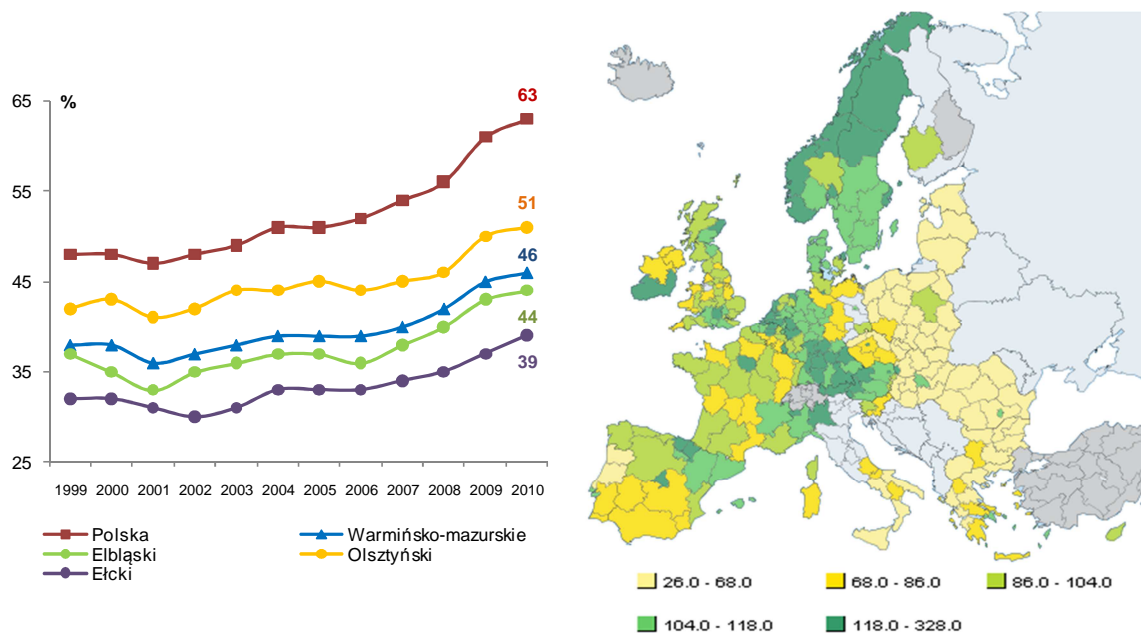 %
65
55
45
35
25
63
51
46
44
39
1999 2000 2001 2002 2003 2004 2005 2006 2007 2008 2009 2010
Polska Warmińsko-mazurskie
Elbląski Olsztyński
Ełcki
26.0 - 68.0 68.0 - 86.0 86.0 - 104.0
104.0 - 118.0 118.0 - 328.0